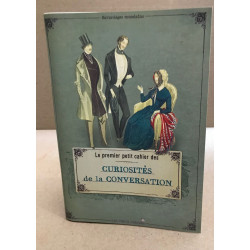 Le premier petit cahier des
CURIOSITÉS
de la CONVERSATION